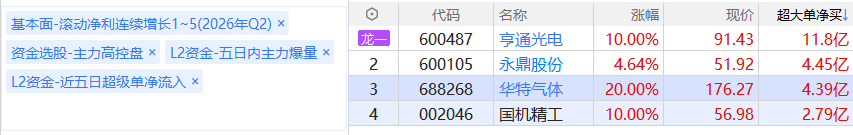 基本面-滚动净利连续增长1~5(2026年Q2) ×
资金选股-主力高控盘 × L2资金-五日内主力爆量 ×
L2资金-近五日超级单净流入 ×
代码 名称 涨幅 现价 超大单净买↓
龙一 600487 亨通光电 10.00% 91.43 11.8亿
2 600105 永鼎股份 4.64% 51.92 4.45亿
3 688268 华特气体 20.00% 176.27 4.39亿
4 002046 国机精工 10.00% 56.98 2.79亿